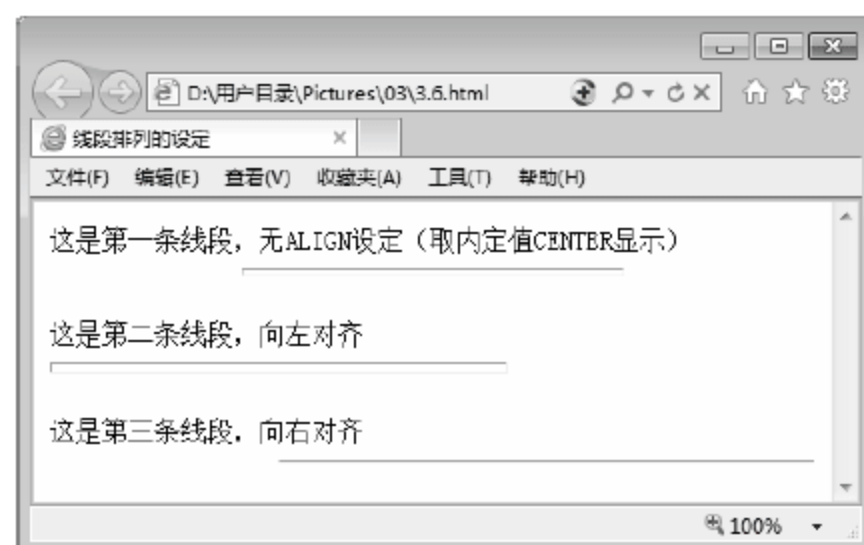 D:\用户目录\Pictures\03\3.6.html
线段排列的设定
文件(F) 编辑(E) 查看(V) 收藏夹(A) 工具(T) 帮助(H)
这是第一条线段，无ALIGN设定（取内定值CENTER显示）
这是第二条线段，向左对齐
这是第三条线段，向右对齐
100%